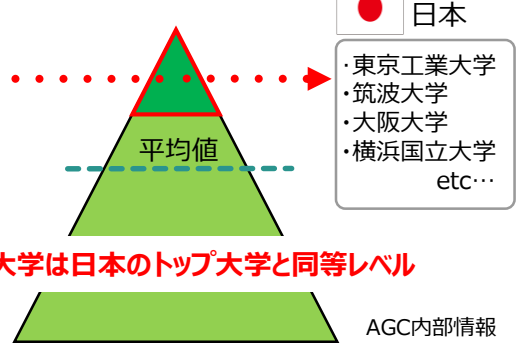 日本
・東京工業大学
・筑波大学
・大阪大学
・横浜国立大学
etc…
平均値
大学は日本のトップ大学と同等レベル
AGC内部情報